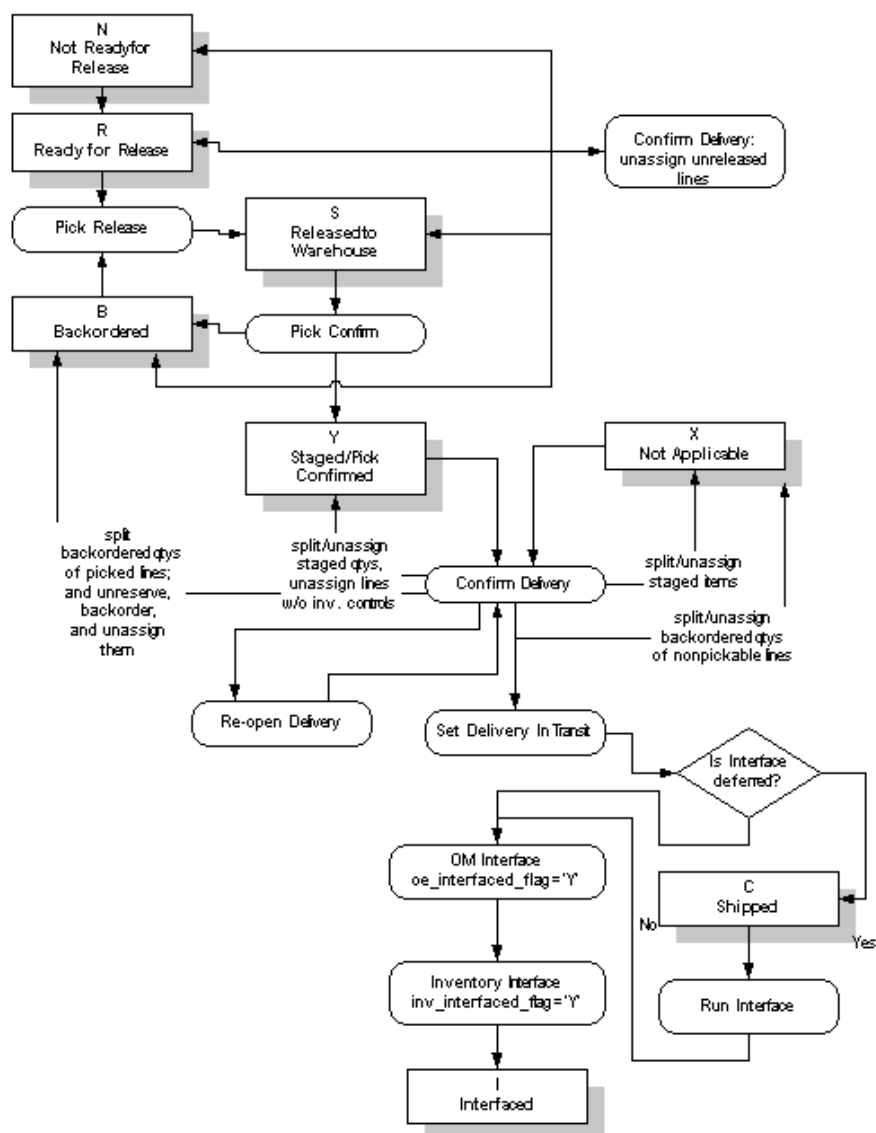 N
Not Readyfor
Release
R
Ready for Release
Confirm Delivery:
unassign unreleased
lines
Pick Release
S
Releasedto
Warehouse
B
Backordered
Pick Confirm
Y
Staged/Pick
Confirmed
X
Not Applicable
split
backordered qtys
of picked lines;
and unreserve,
backorder,
and unassign
them
split/unassign
staged qtys,
unassign lines
w/o inv. controls
Confirm Delivery
split/unassign
staged items
split/unassign
backordered qtys
of nonpickable lines
Re-open Delivery
Set Delivery In Transit
Is Interface
deferred?
OM Interface
oe_interfaced_flag='Y'
C
Shipped
No
Yes
Inventory Interface
inv_interfaced_flag='Y'
Run Interface
I
Interfaced